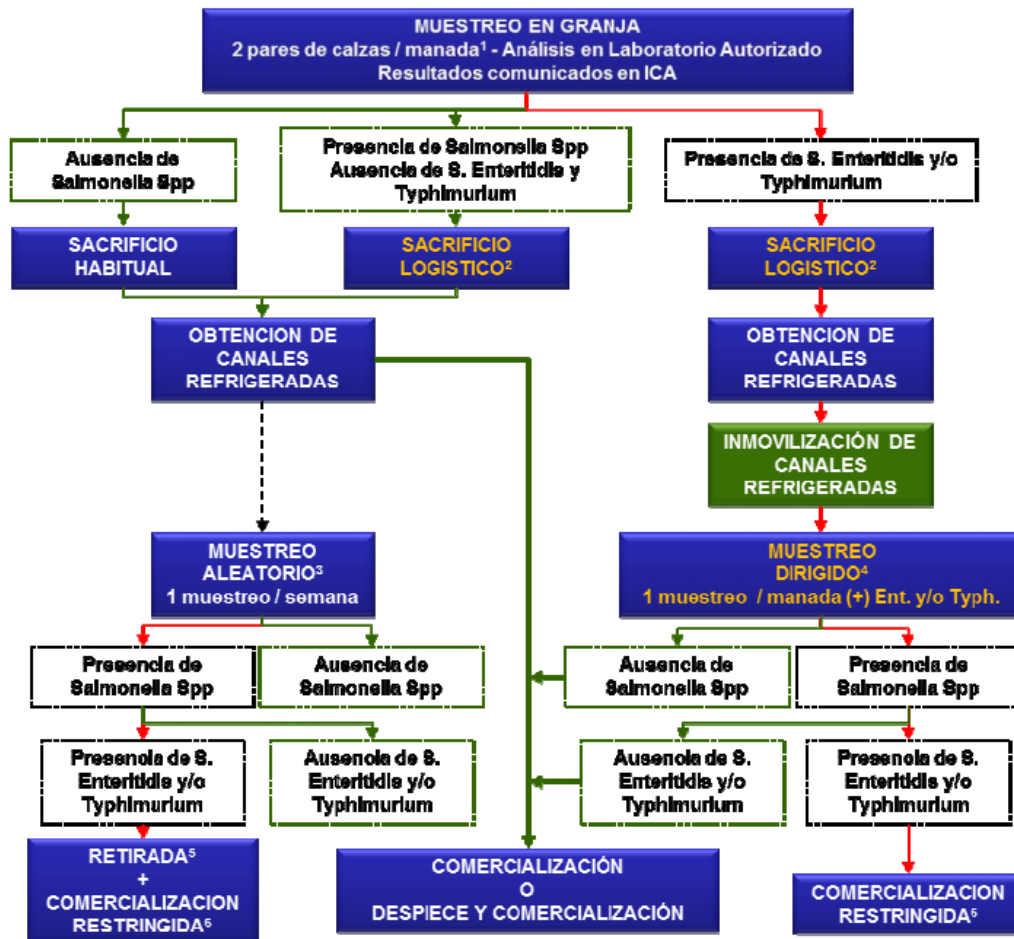 MUESTREO EN GRANJA
2 pares de calzas / manada¹ - Análisis en Laboratorio Autorizado
Resultados comunicados en ICA
Ausencia de
Salmonella Spp
Presencia de Salmonella Spp
Ausencia de S. Enteritidis y
Typhimurium
Presencia de S. Enteritidis y/o
Typhimurium
SACRIFICIO
HABITUAL
SACRIFICIO
LOGISTICO²
SACRIFICIO
LOGISTICO²
OBTENCION DE
CANALES
REFRIGERADAS
OBTENCION DE
CANALES
REFRIGERADAS
INMOVILIZACIÓN DE
CANALES
REFRIGERADAS
MUESTREO
ALEATORIO³
1 muestreo / semana
MUESTREO
DIRIGIDO⁴
1 muestreo / manada (+) Ent. y/o Typh.
Presencia de
Salmonella Spp
Ausencia de
Salmonella Spp
Ausencia de
Salmonella Spp
Presencia de
Salmonella Spp
Presencia de S.
Enteritidis y/o
Typhimurium
Ausencia de S.
Enteritidis y/o
Typhimurium
Ausencia de S.
Enteritidis y/o
Typhimurium
Presencia de S.
Enteritidis y/o
Typhimurium
RETIRADA⁵
+
COMERCIALIZACION
RESTRINGIDA⁶
COMERCIALIZACIÓN
O
DESPIECE Y COMERCIALIZACIÓN
COMERCIALIZACION
RESTRINGIDA⁶